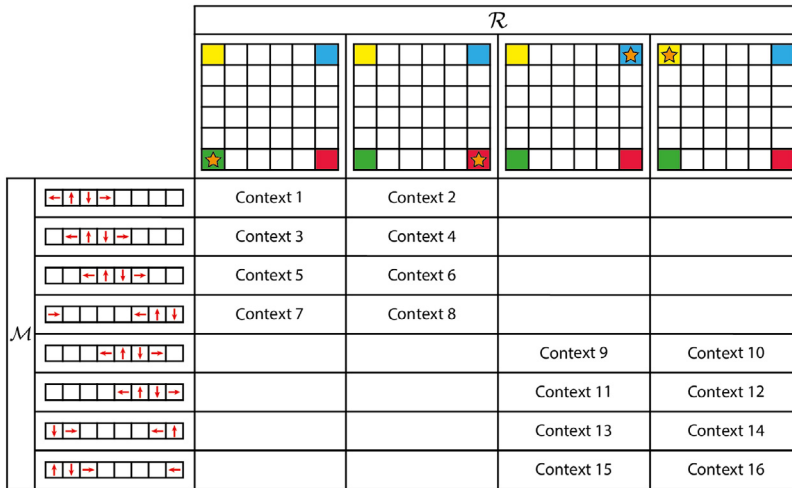 ℛ
Context 1 Context 2
Context 3 Context 4
Context 5 Context 6
Context 7 Context 8
ℳ
Context 9 Context 10
Context 11 Context 12
Context 13 Context 14
Context 15 Context 16